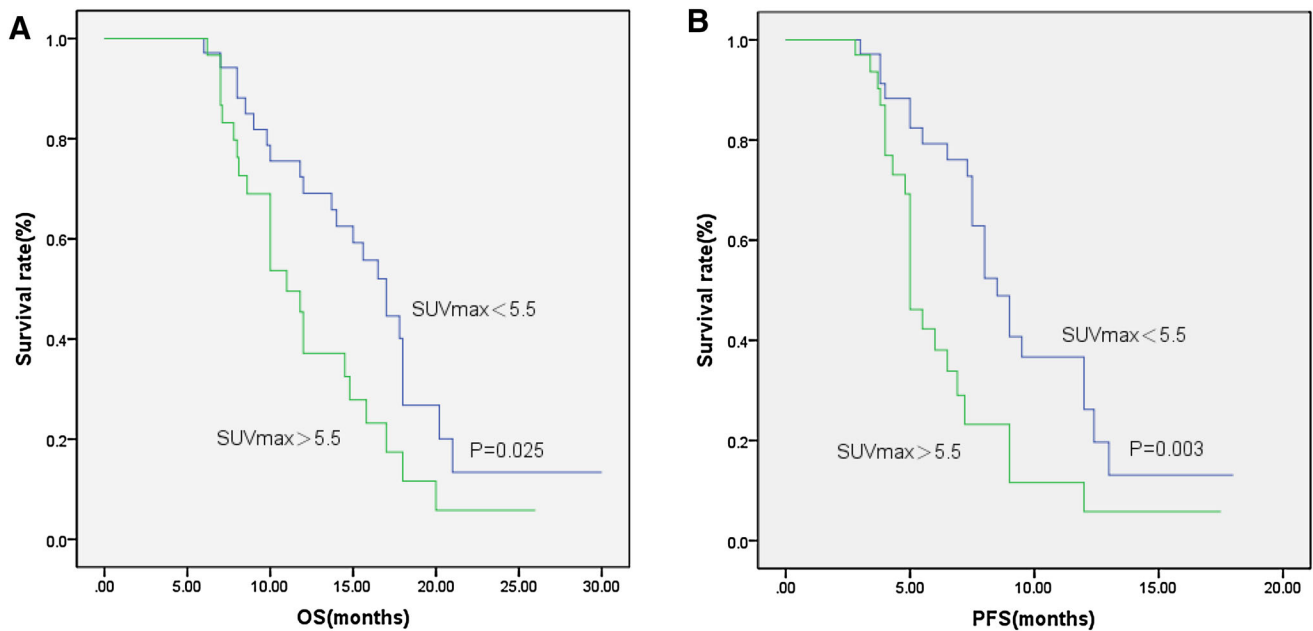 A
Survival rate(%)
1.0
0.8
0.6
0.4
0.2
0.0
SUVmax<5.5
SUVmax>5.5
P=0.025
.00 5.00 10.00 15.00 20.00 25.00 30.00
OS(months)
B
Survival rate(%)
1.0
0.8
0.6
0.4
0.2
0.0
SUVmax<5.5
SUVmax>5.5
P=0.003
.00 5.00 10.00 15.00 20.00
PFS(months)